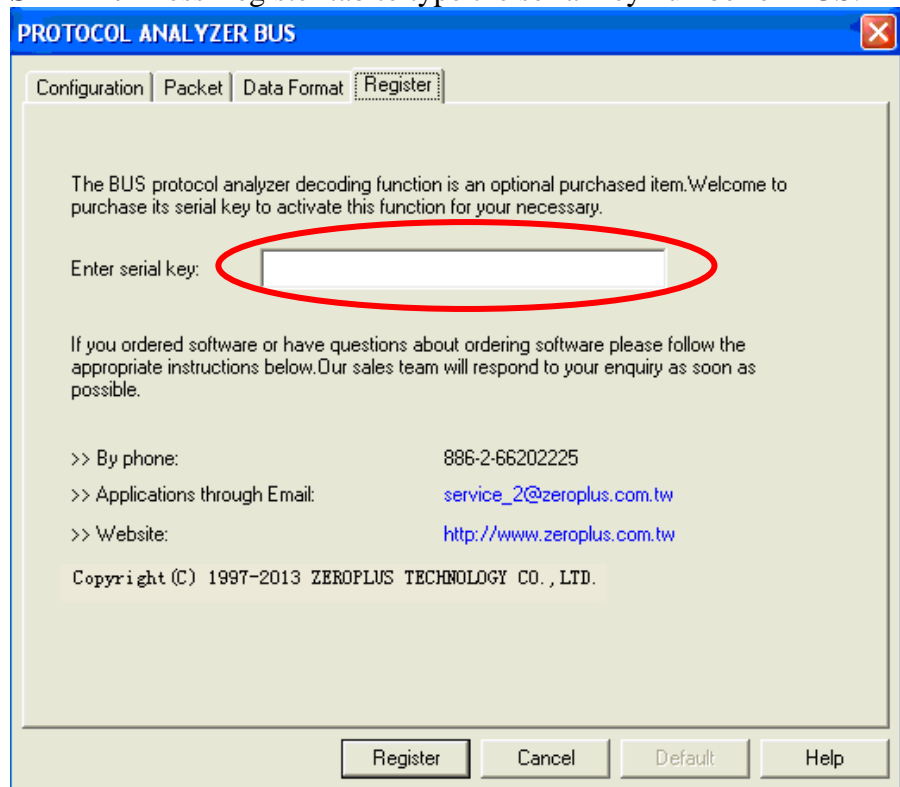 PROTOCOL ANALYZER BUS
Configuration Packet Data Format Register
The BUS protocol analyzer decoding function is an optional purchased item.Welcome to
purchase its serial key to activate this function for your necessary.
Enter serial key:
If you ordered software or have questions about ordering software please follow the
appropriate instructions below.Our sales team will respond to your enquiry as soon as
possible.
>> By phone: 886-2-66202225
>> Applications through Email: service_2@zeroplus.com.tw
>> Website: http://www.zeroplus.com.tw
Copyright(C) 1997-2013 ZEROPLUS TECHNOLOGY CO.,LTD.
Register Cancel Default Help